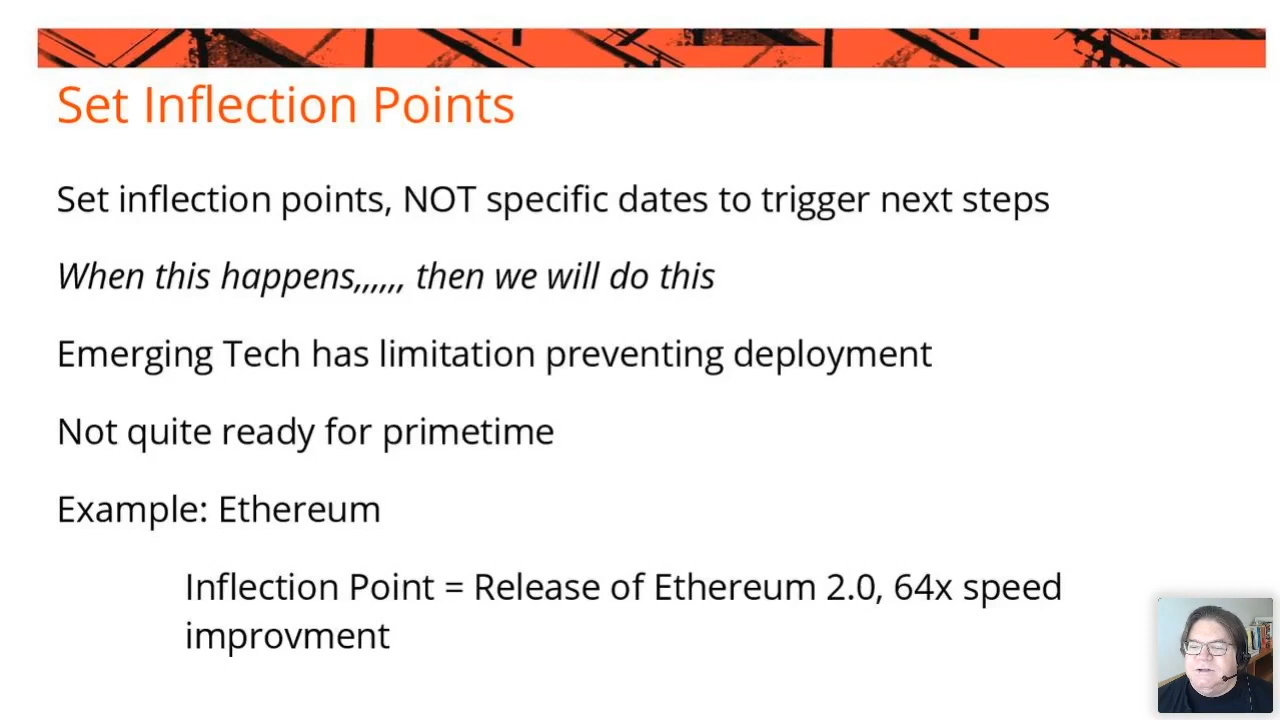 Set Inflection Points
Set inflection points, NOT specific dates to trigger next steps
When this happens,,,,,, then we will do this
Emerging Tech has limitation preventing deployment
Not quite ready for primetime
Example: Ethereum
Inflection Point = Release of Ethereum 2.0, 64x speed
improvment